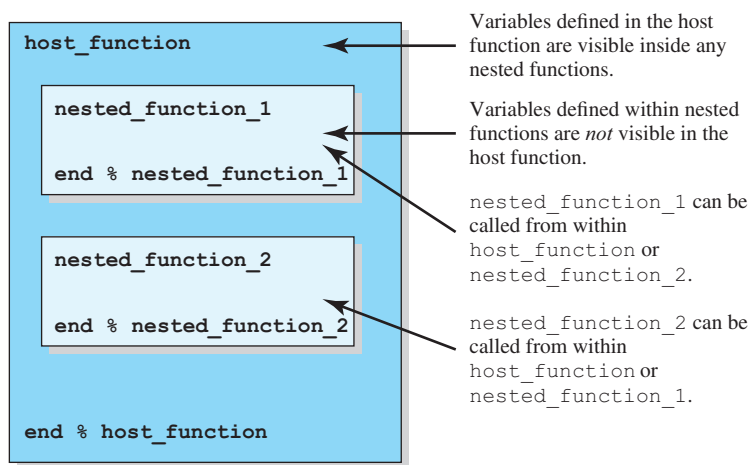 host_function
nested_function_1
end % nested_function_1
nested_function_2
end % nested_function_2
end % host_function
Variables defined in the host
function are visible inside any
nested functions.
Variables defined within nested
functions are not visible in the
host function.
nested_function_1 can be
called from within
host_function or
nested_function_2.
nested_function_2 can be
called from within
host_function or
nested_function_1.